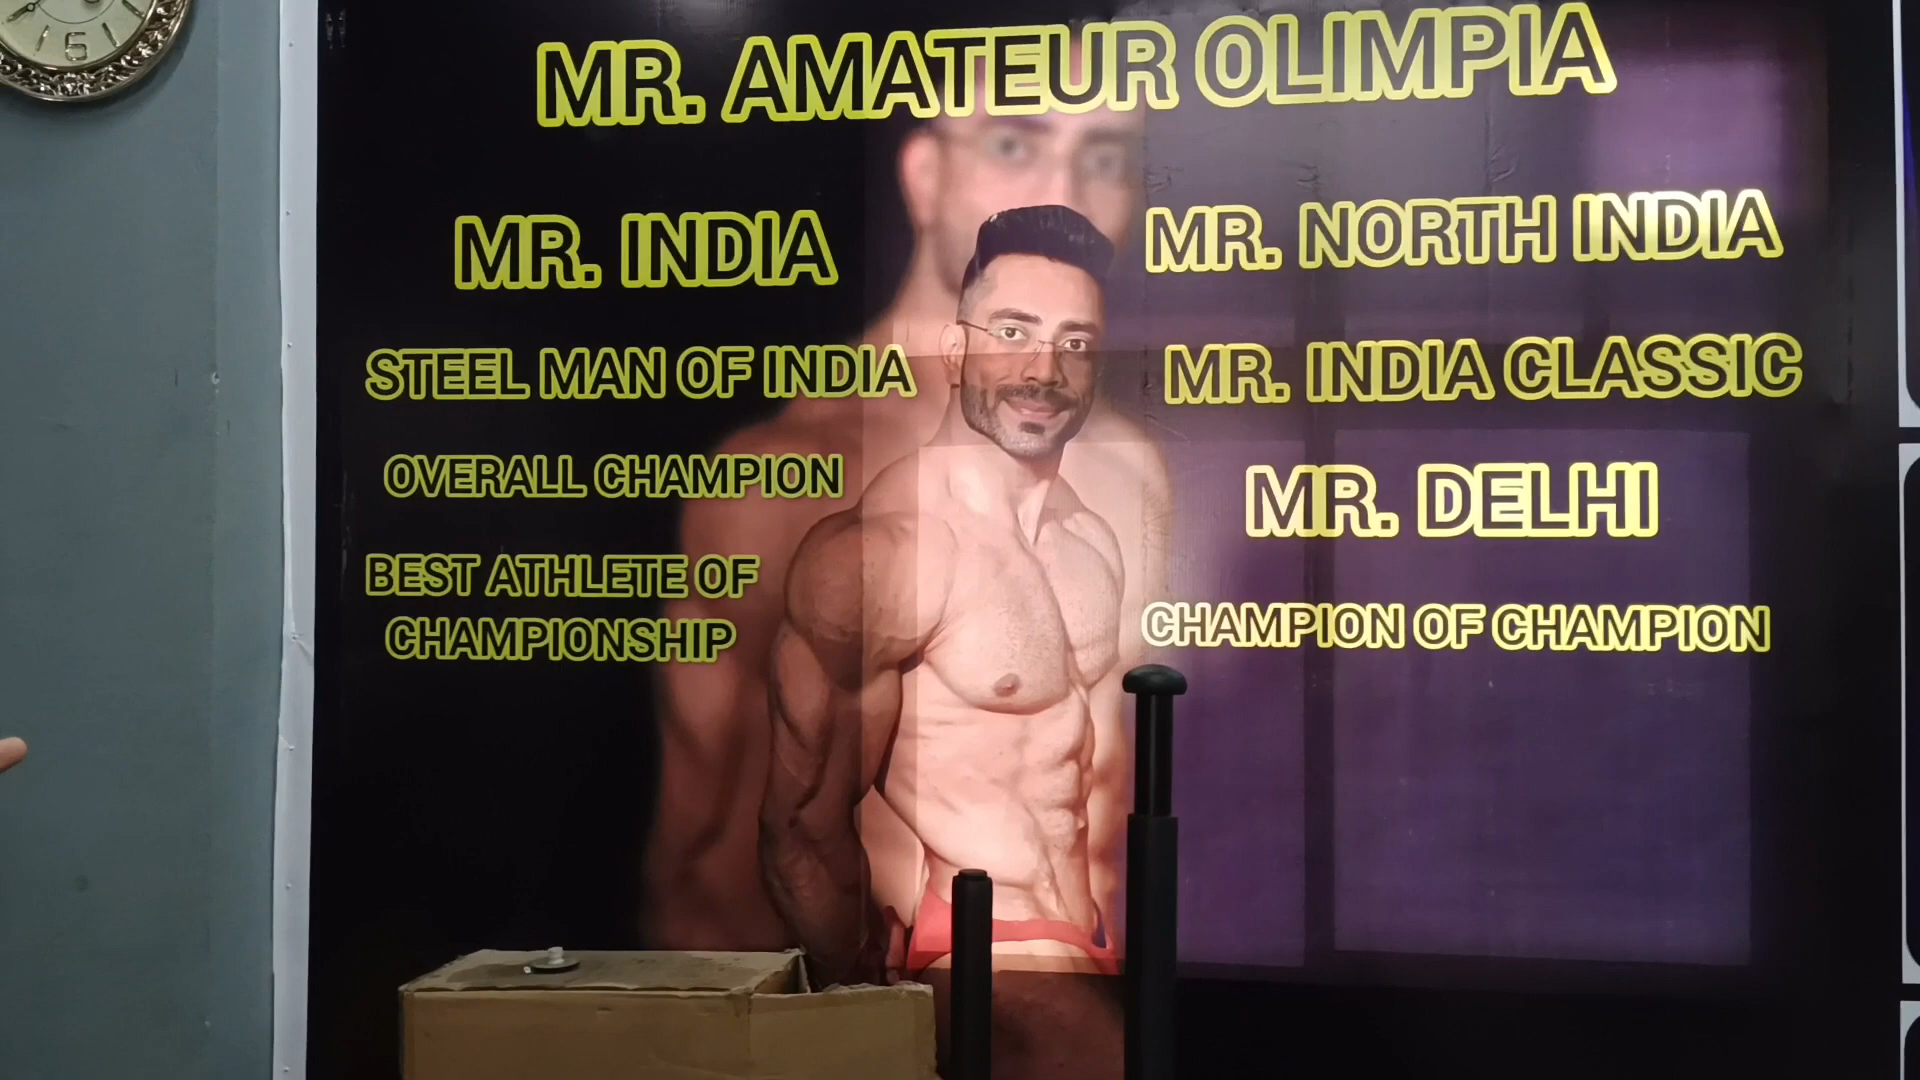 6
MR. AMATEUR OLIMPIA
MR. INDIA
STEEL MAN OF INDIA
OVERALL CHAMPION
BEST ATHLETE OF
CHAMPIONSHIP
MR. NORTH INDIA
MR. INDIA CLASSIC
MR. DELHI
CHAMPION OF CHAMPION